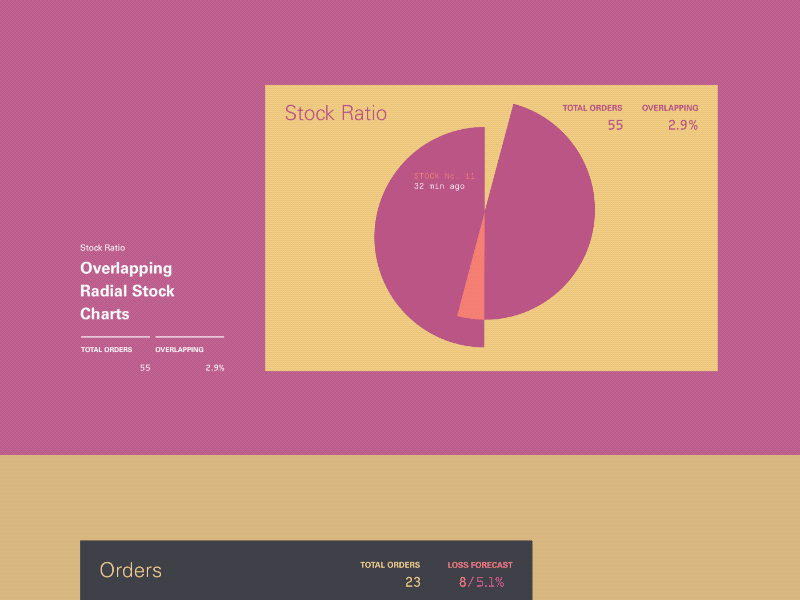 Stock Ratio
TOTAL ORDERS
55
OVERLAPPING
2.9%
STOCK No. 11
32 min ago
Stock Ratio
Overlapping
Radial Stock
Charts
TOTAL ORDERS
OVERLAPPING
55
2.9%
Orders
TOTAL ORDERS
23
LOSS FORECAST
8/5.1%